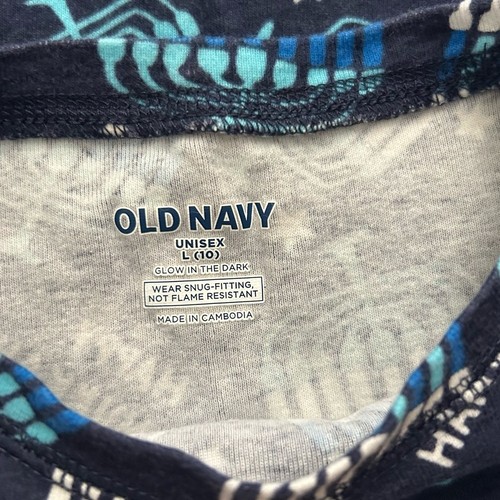 OLD NAVY
UNISEX
L (10)
GLOW IN THE DARK
WEAR SNUG-FITTING,
NOT FLAME RESISTANT
MADE IN CAMBODIA